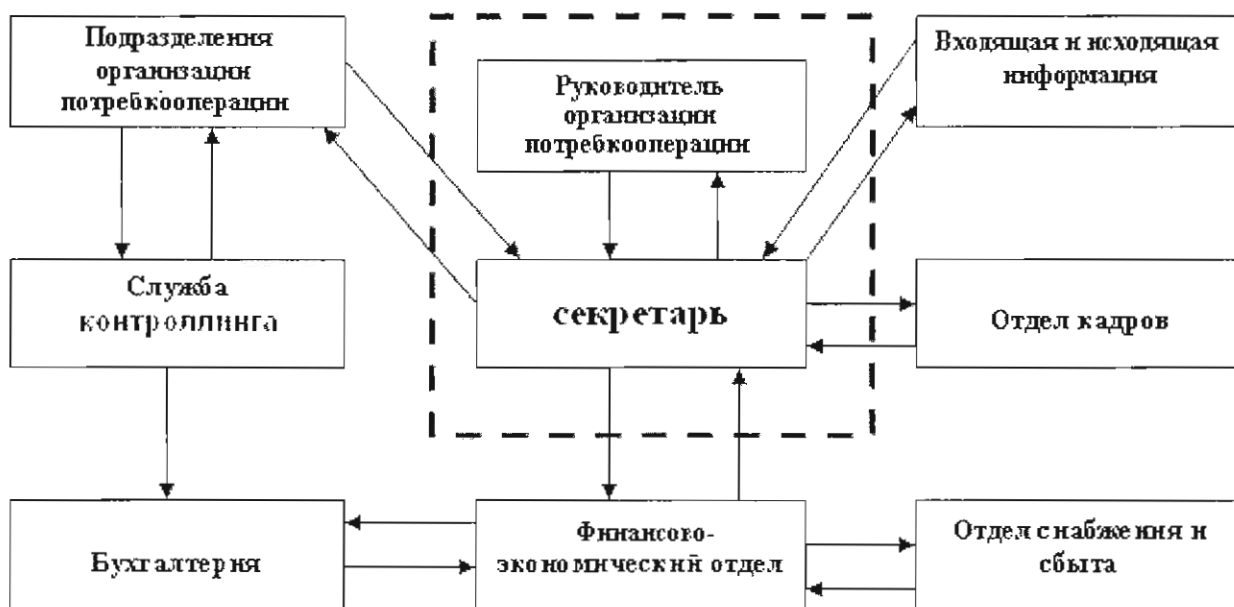 Подразделения
организации
потребкооперации
Руководитель
организации
потребкооперации
Входящая и исходящая
информация
Служба
контроллинга
секретарь
Отдел кадров
Бухгалтерия
Финансово-
экономический отдел
Отдел снабжения и
сбыта